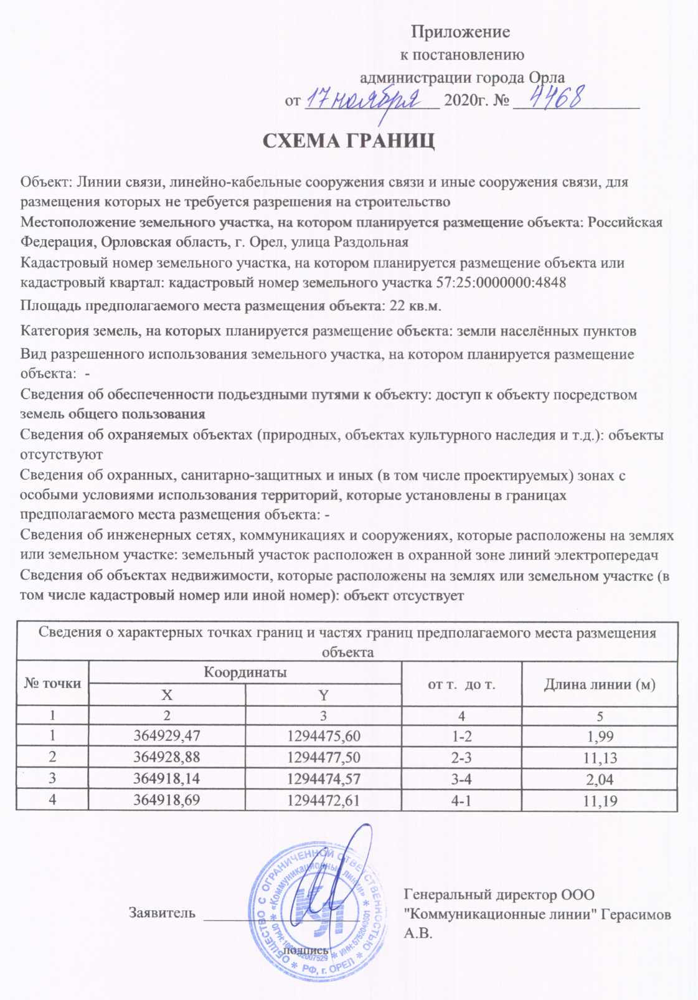 Приложение
к постановлению
администрации города Орла
от 17 ноября 2020г. № 4468
СХЕМА ГРАНИЦ
Объект: Линии связи, линейно-кабельные сооружения связи и иные сооружения связи, для
размещения которых не требуется разрешения на строительство
Местоположение земельного участка, на котором планируется размещение объекта: Российская
Федерация, Орловская область, г. Орел, улица Раздольная
Кадастровый номер земельного участка, на котором планируется размещение объекта или
кадастровый квартал: кадастровый номер земельного участка 57:25:0000000:4848
Площадь предполагаемого места размещения объекта: 22 кв.м.
Категория земель, на которых планируется размещение объекта: земли населённых пунктов
Вид разрешенного использования земельного участка, на котором планируется размещение
объекта: -
Сведения об обеспеченности подьездными путями к объекту: доступ к объекту посредством
земель общего пользования
Сведения об охраняемых объектах (природных, объектах культурного наследия и т.д.): объекты
отсутствуют
Сведения об охранных, санитарно-защитных и иных (в том числе проектируемых) зонах с
особыми условиями использования территорий, которые установлены в границах
предполагаемого места размещения объекта: -
Сведения об инженерных сетях, коммуникациях и сооружениях, которые расположены на землях
или земельном участке: земельный участок расположен в охранной зоне линий электропередач
Сведения об объектах недвижимости, которые расположены на землях или земельном участке (в
том числе кадастровый номер или иной номер): объект отсуствует
Сведения о характерных точках границ и частях границ предполагаемого места размещения
объекта
№ точки Координаты от т. до т. Длина линии (м)
X Y
1 2 3 4 5
1 364929,47 1294475,60 1-2 1,99
2 364928,88 1294477,50 2-3 11,13
3 364918,14 1294474,57 3-4 2,04
4 364918,69 1294472,61 4-1 11,19
Заявитель
подпись
Генеральный директор ООО
"Коммуникационные линии" Герасимов
А.В.
ОБЩЕСТВО С ОГРАНИЧЕННОЙ ОТВЕТСТВЕННОСТЬЮ
РФ, г. ОРЕЛ
«Коммуникационные линии»
КЛ